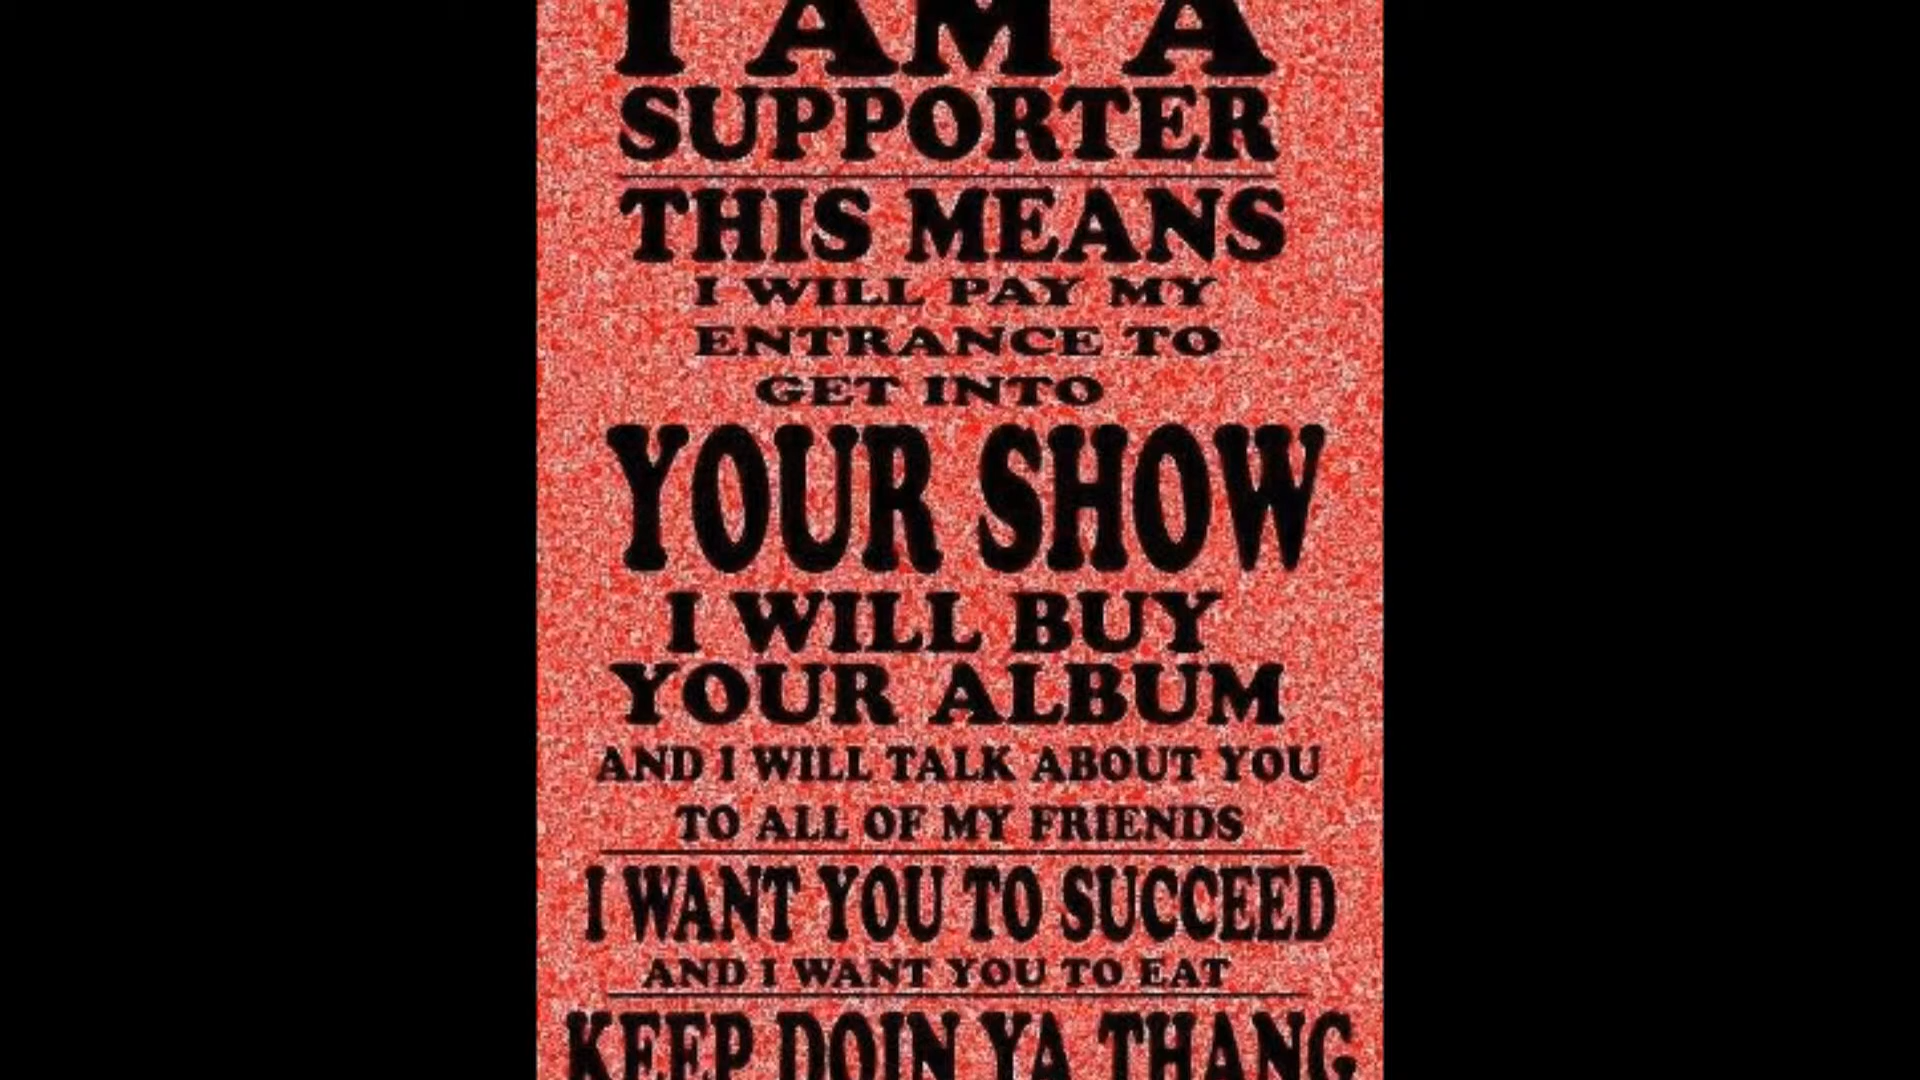 I AM A
SUPPORTER
THIS MEANS
I WILL PAY MY
ENTRANCE TO
GET INTO
YOUR SHOW
I WILL BUY
YOUR ALBUM
AND I WILL TALK ABOUT YOU
TO ALL OF MY FRIENDS
I WANT YOU TO SUCCEED
AND I WANT YOU TO EAT
KEEP DOIN YA THANG